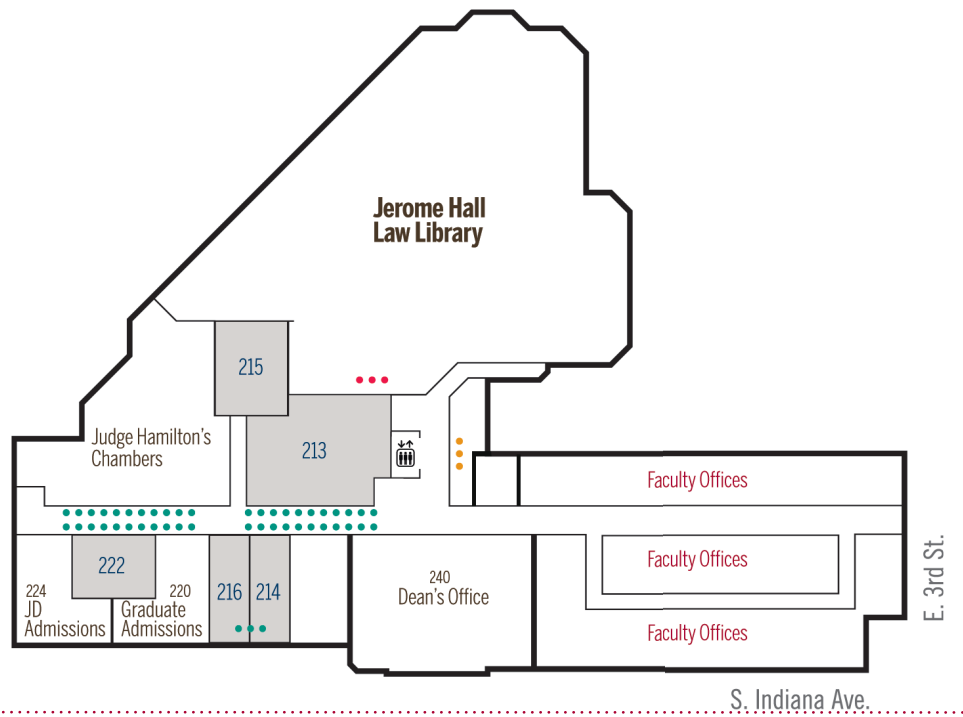 Jerome Hall
Law Library
215
213
Judge Hamilton's
Chambers
Faculty Offices
222
224
JD
Admissions
220
Graduate
Admissions
216
214
240
Dean's Office
Faculty Offices
Faculty Offices
E. 3rd St.
S. Indiana Ave.